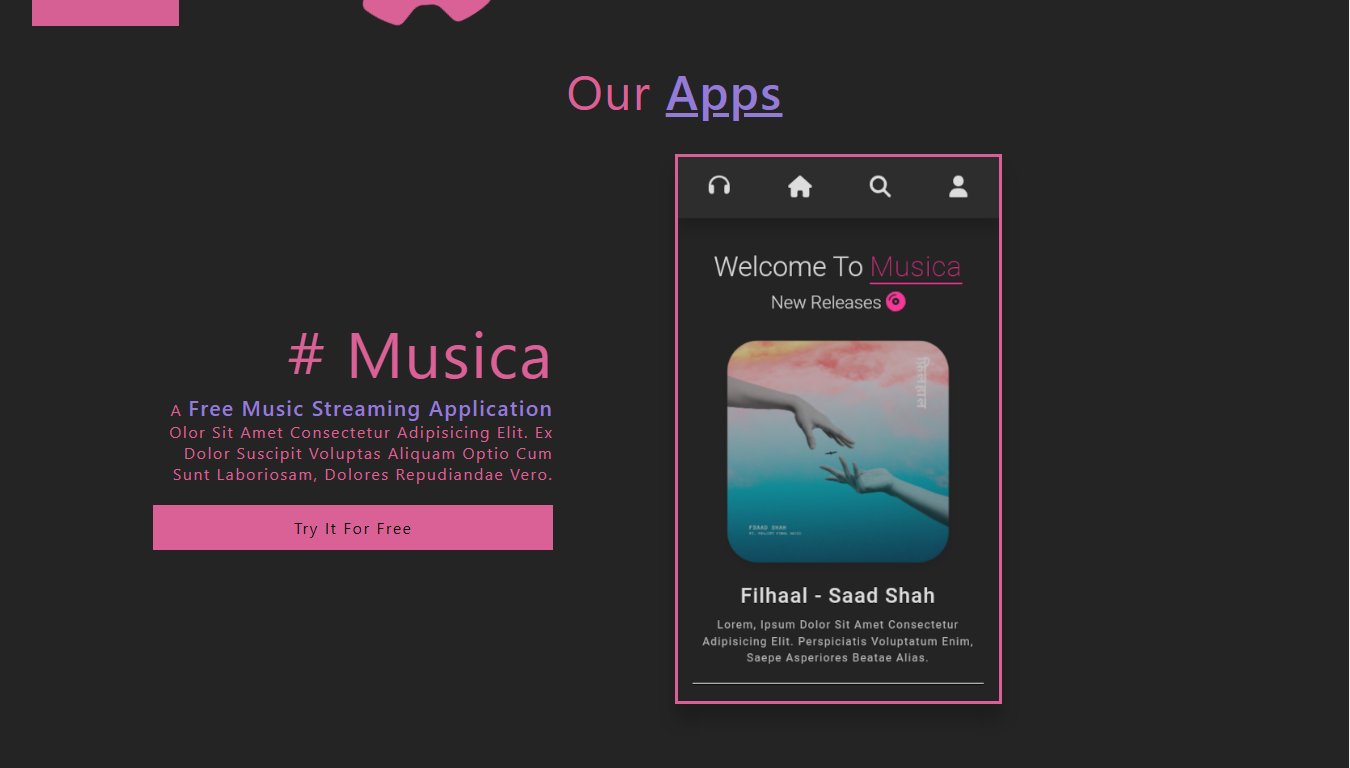 Our Apps
# Musica
A Free Music Streaming Application
Olor Sit Amet Consectetur Adipisicing Elit. Ex
Dolor Suscipit Voluptas Aliquam Optio Cum
Sunt Laboriosam, Dolores Repudiandae Vero.
Try It For Free
Welcome To Musica
New Releases
Filhaal - Saad Shah
Lorem, Ipsum Dolor Sit Amet Consectetur
Adipisicing Elit. Perspiciatis Voluptatum Enim,
Saepe Asperiores Beatae Alias.